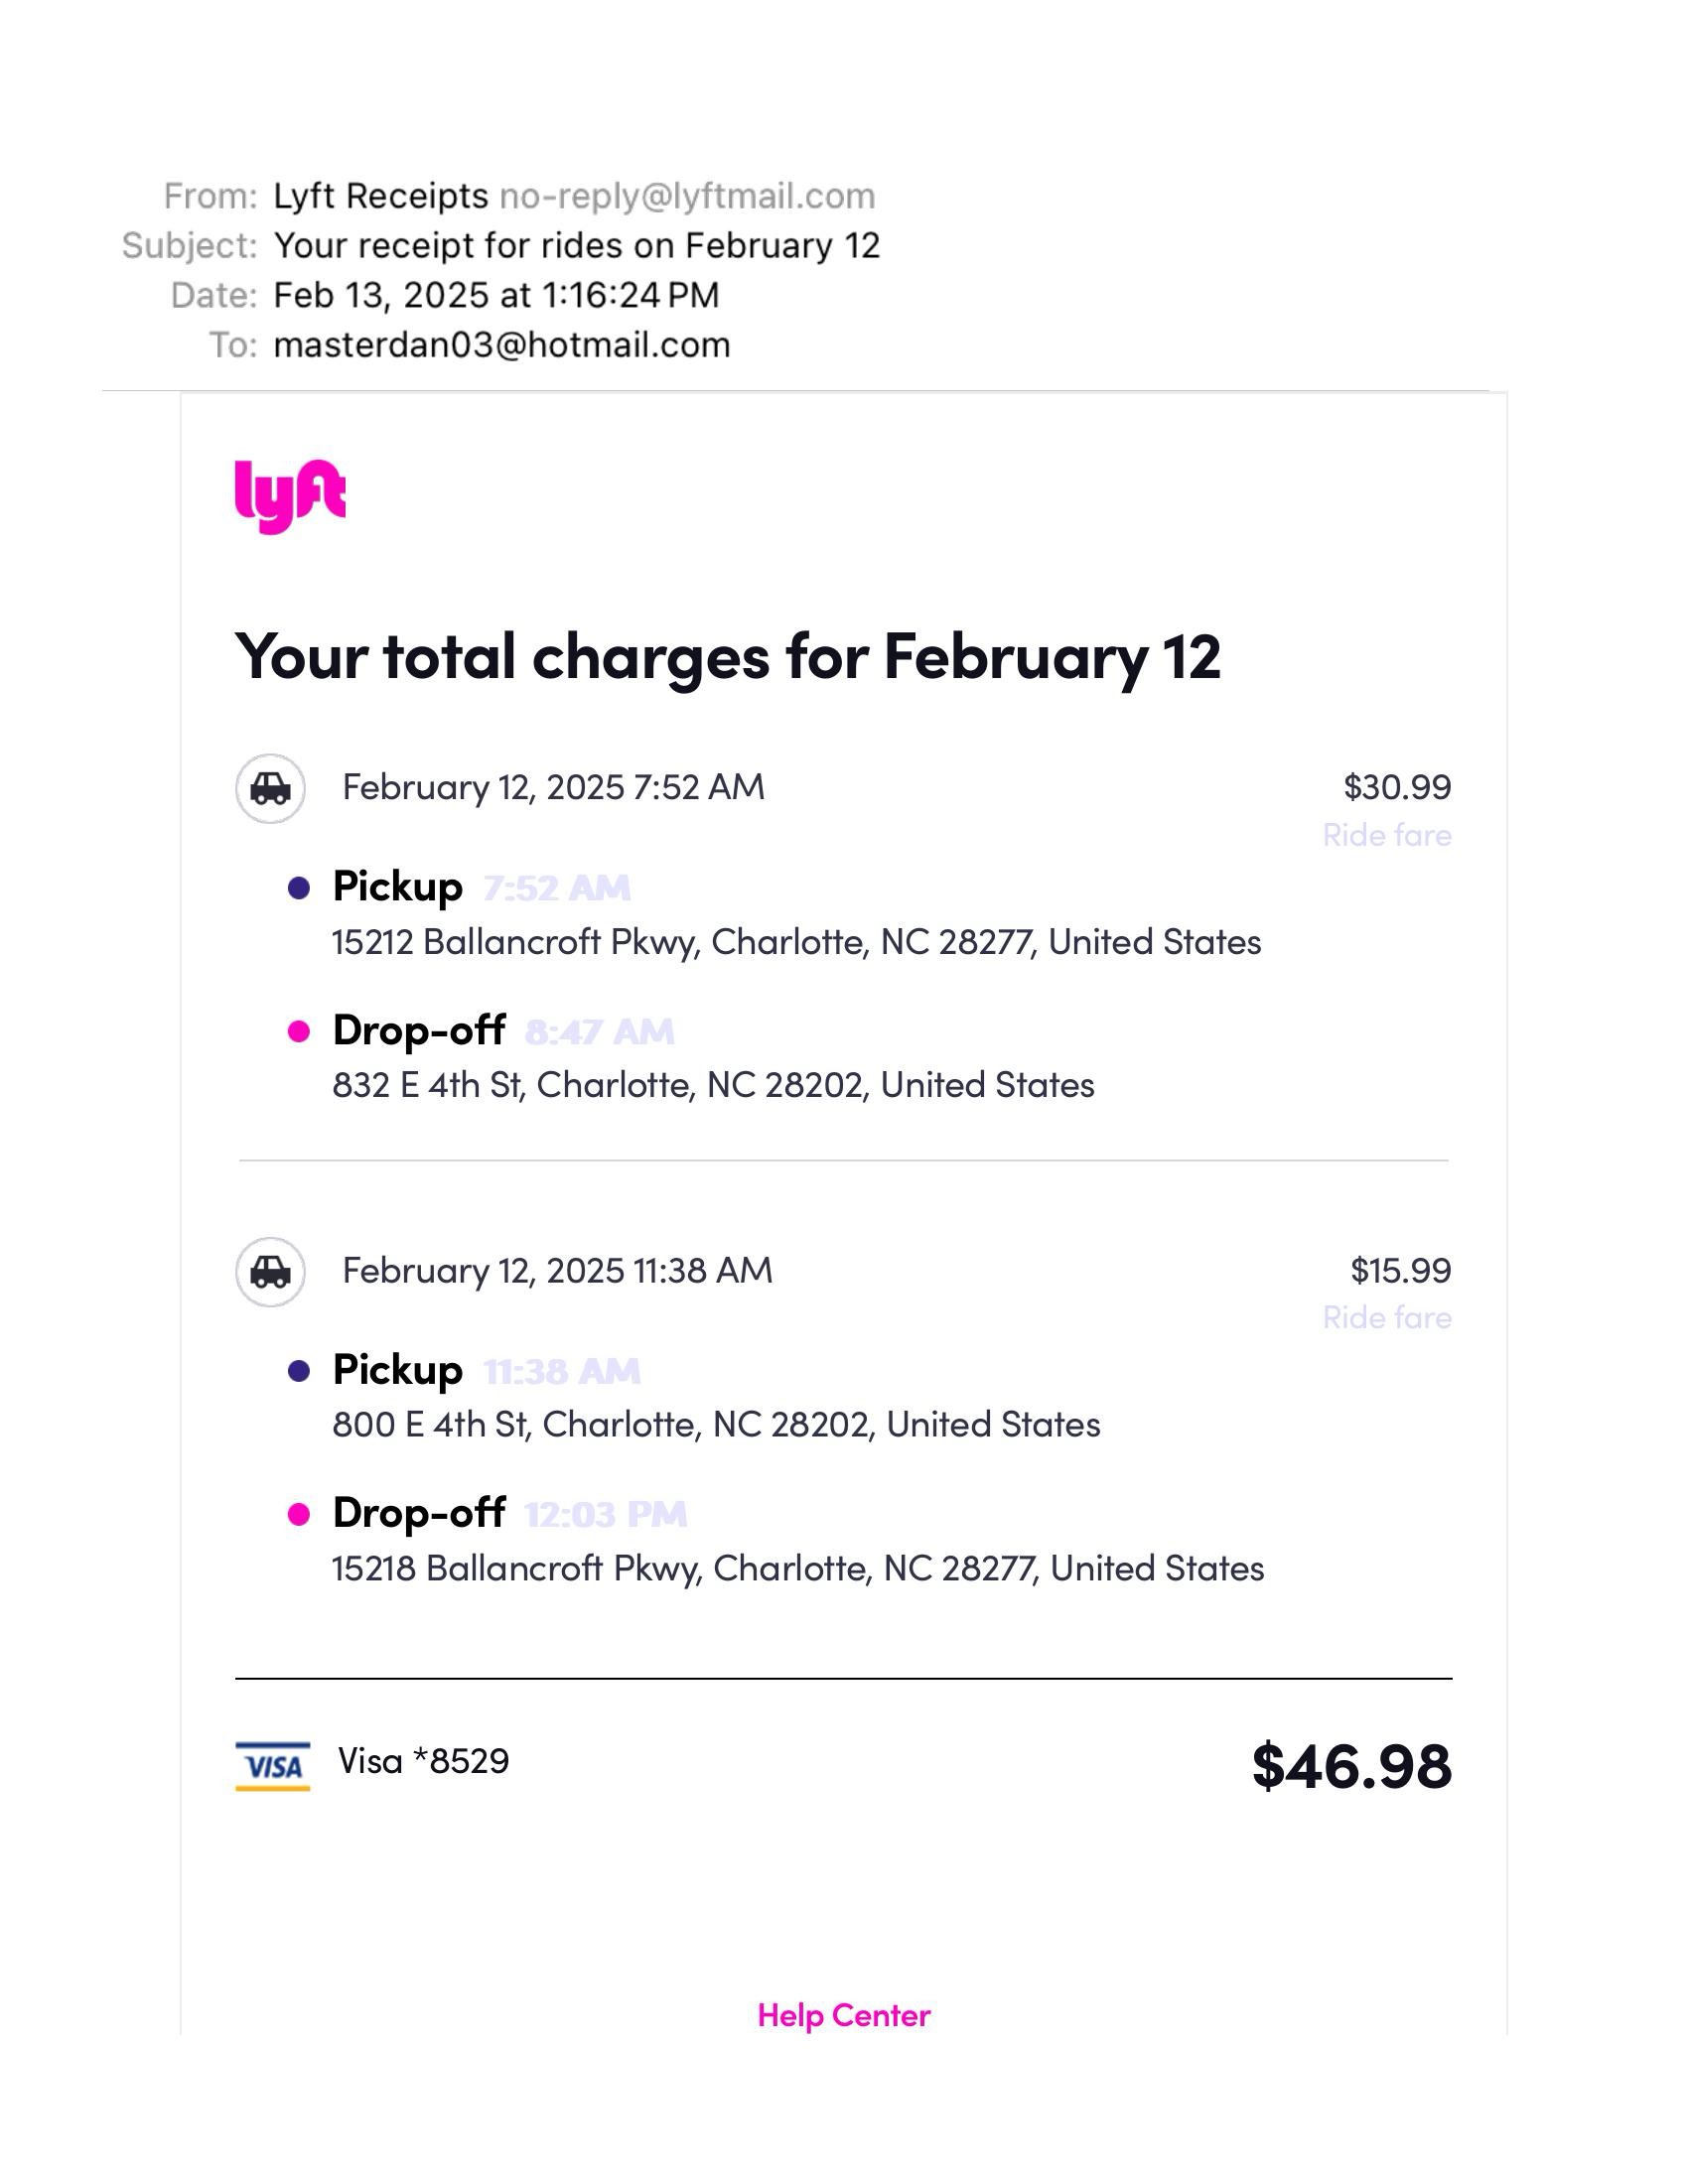 From: Lyft Receipts no-reply@lyftmail.com
Subject: Your receipt for rides on February 12
Date: Feb 13, 2025 at 1:16:24 PM
To: masterdan03@hotmail.com
lyft
Your total charges for February 12
February 12, 2025 7:52 AM $30.99
Ride fare
Pickup 7:52 AM
15212 Ballancroft Pkwy, Charlotte, NC 28277, United States
Drop-off 8:47 AM
832 E 4th St, Charlotte, NC 28202, United States
February 12, 2025 11:38 AM $15.99
Ride fare
Pickup 11:38 AM
800 E 4th St, Charlotte, NC 28202, United States
Drop-off 12:03 PM
15218 Ballancroft Pkwy, Charlotte, NC 28277, United States
VISA Visa *8529 $46.98
Help Center